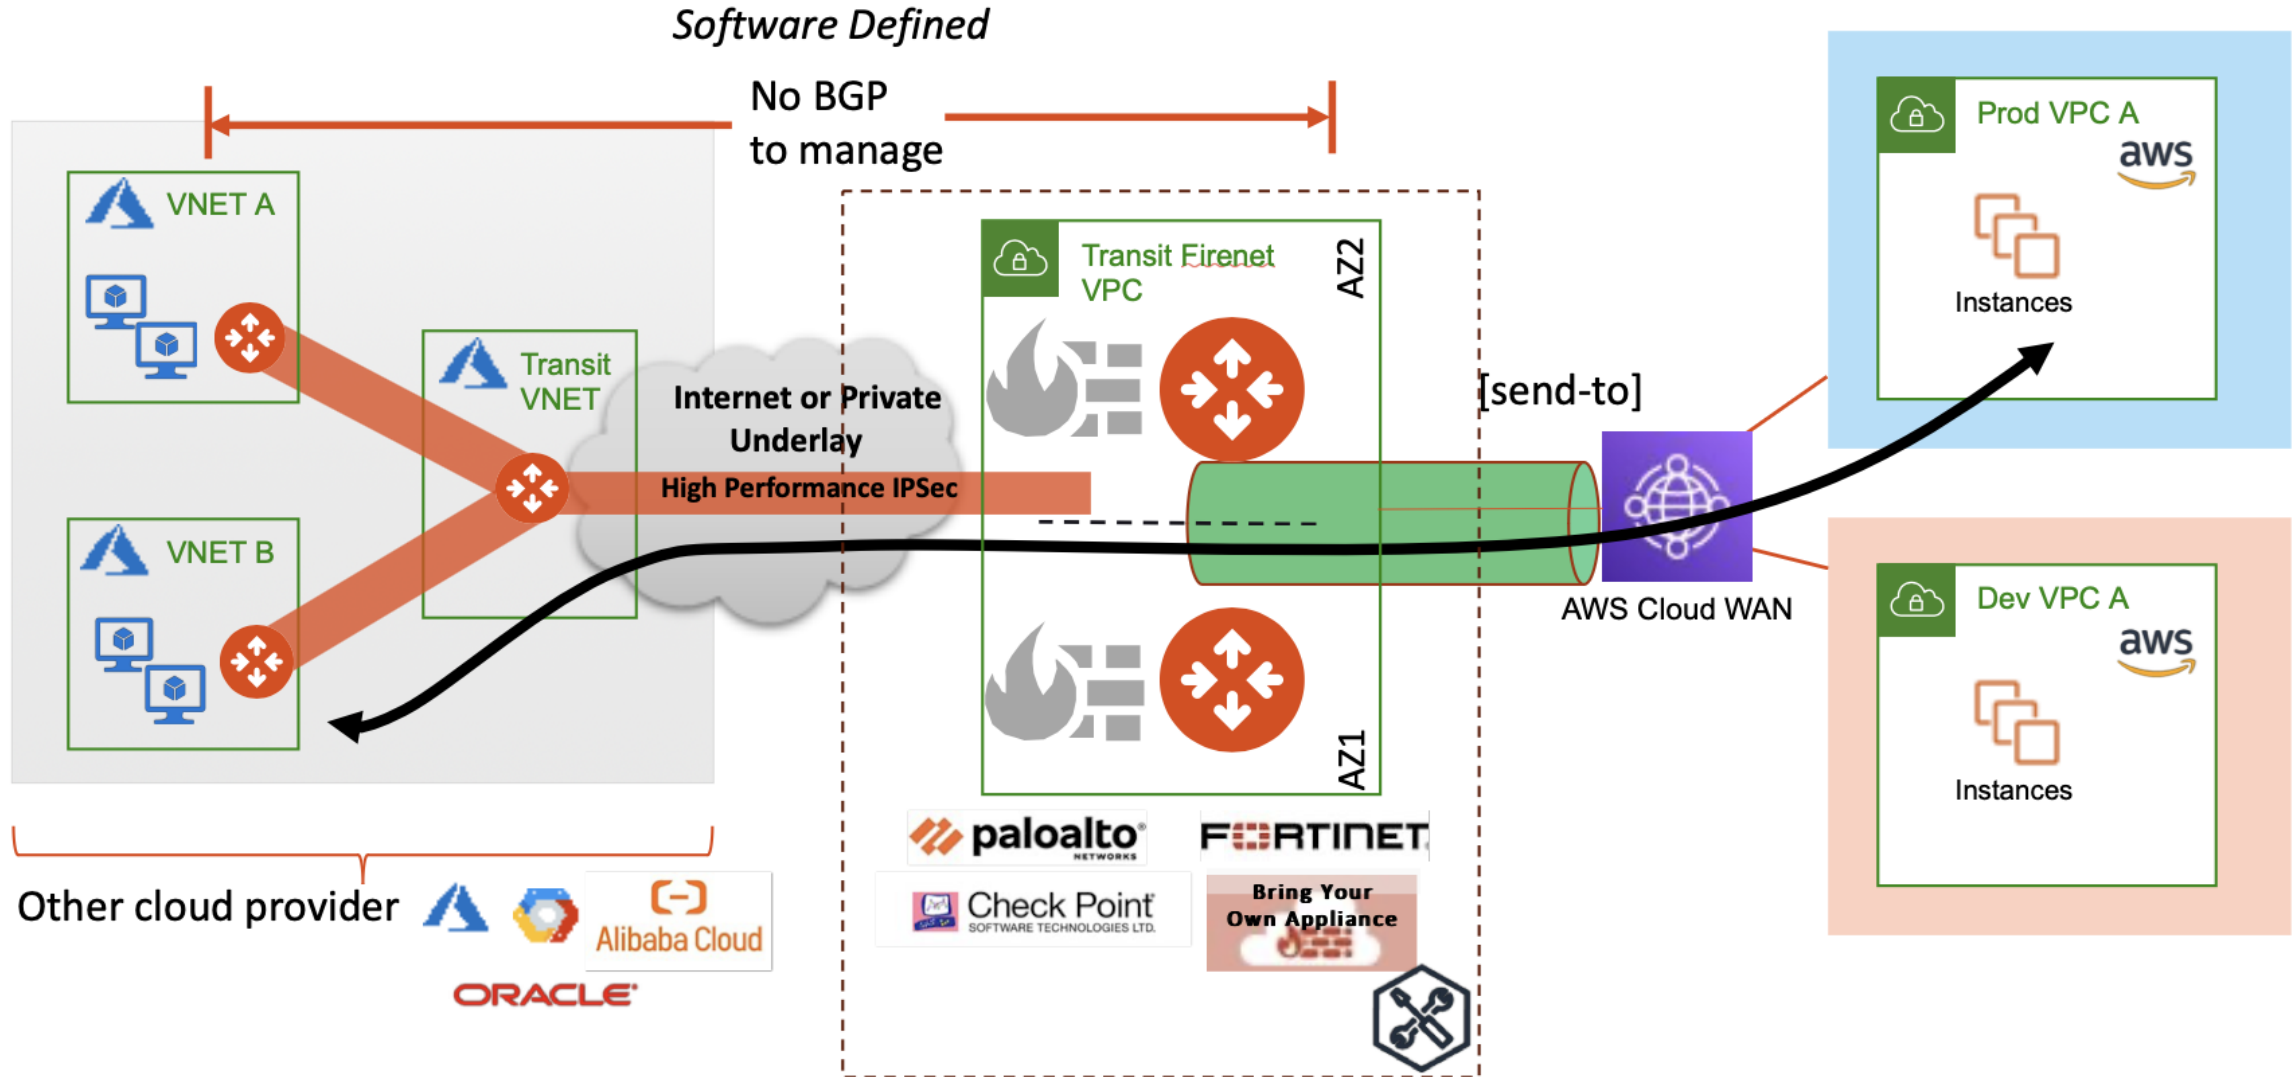 Software Defined
No BGP
to manage
VNET A
Transit
VNET
VNET B
Internet or Private
Underlay
High Performance IPSec
Transit Firenet
VPC
AZ2
AZ1
[send-to]
AWS Cloud WAN
Prod VPC A
aws
Instances
Dev VPC A
aws
Instances
Other cloud provider
Alibaba Cloud
ORACLE
paloalto
NETWORKS
FORTINET
Check Point
SOFTWARE TECHNOLOGIES LTD.
Bring Your
Own Appliance